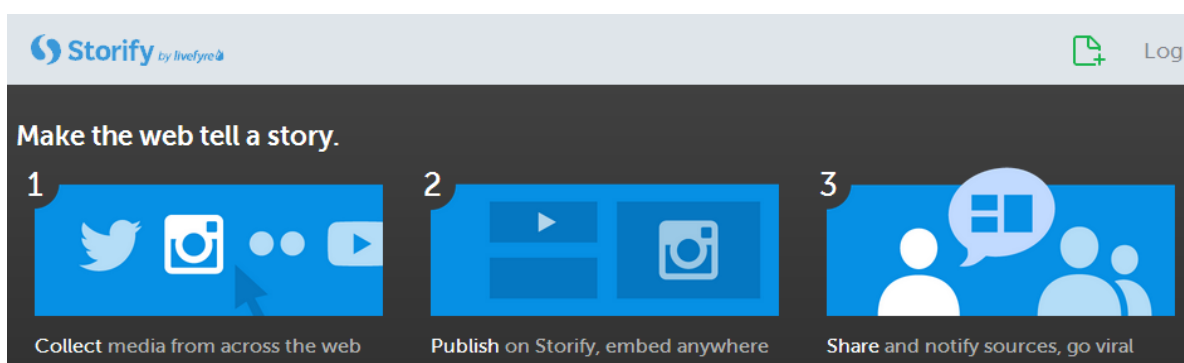 Storify by livefyre
Log
Make the web tell a story.
1
2
3
Collect media from across the web
Publish on Storify, embed anywhere
Share and notify sources, go viral